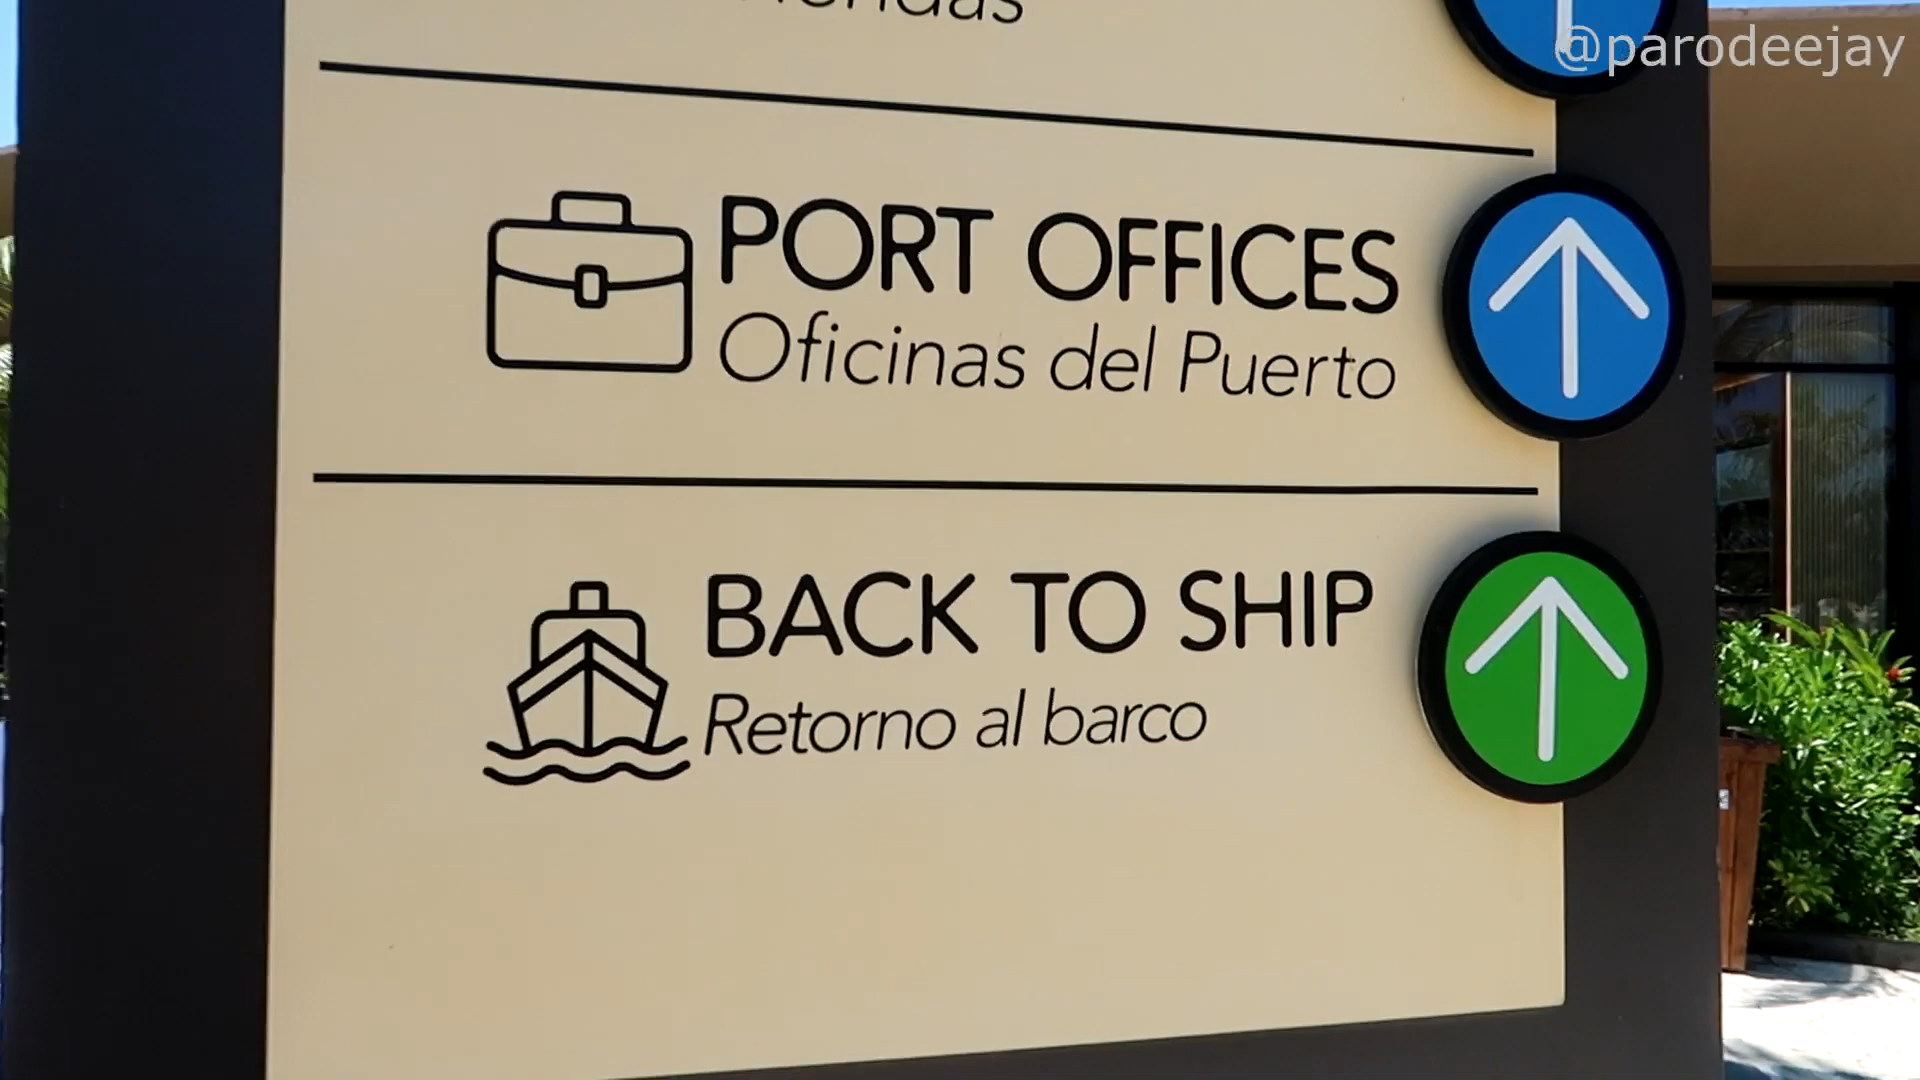 @parodeejay
PORT OFFICES
Oficinas del Puerto
BACK TO SHIP
Retorno al barco